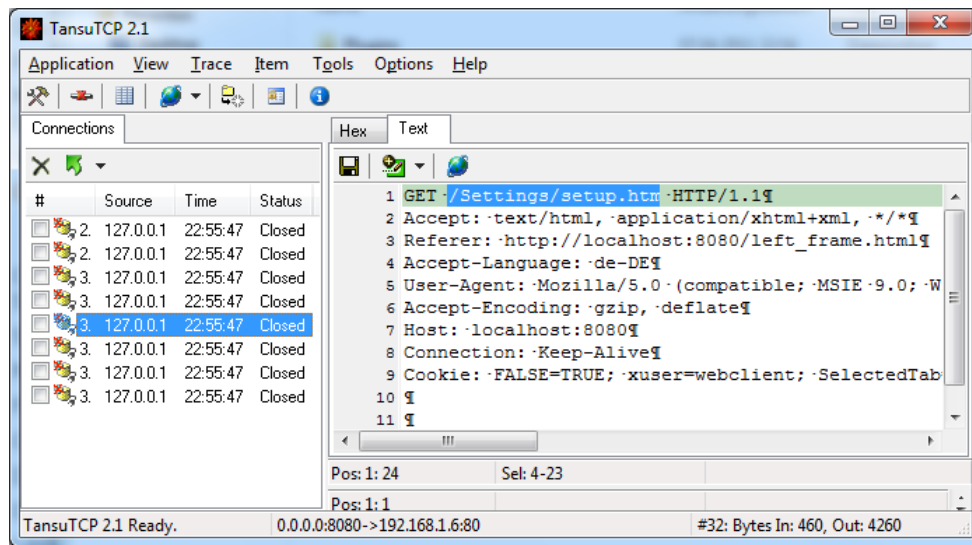 TansuTCP 2.1
Application View Trace Item Tools Options Help
Connections
Hex Text
# Source Time Status
2. 127.0.0.1 22:55:47 Closed
2. 127.0.0.1 22:55:47 Closed
3. 127.0.0.1 22:55:47 Closed
3. 127.0.0.1 22:55:47 Closed
3. 127.0.0.1 22:55:47 Closed
3. 127.0.0.1 22:55:47 Closed
3. 127.0.0.1 22:55:47 Closed
3. 127.0.0.1 22:55:47 Closed
1 GET ·/Settings/setup.htm ·HTTP/1.1¶
2 Accept: ·text/html, ·application/xhtml+xml, ·*/*¶
3 Referer: ·http://localhost:8080/left_frame.html¶
4 Accept-Language: ·de-DE¶
5 User-Agent: ·Mozilla/5.0 ·(compatible; ·MSIE ·9.0; ·W
6 Accept-Encoding: ·gzip, ·deflate¶
7 Host: ·localhost:8080¶
8 Connection: ·Keep-Alive¶
9 Cookie: ·FALSE=TRUE; ·xuser=webclient; ·SelectedTab
10 ¶
11 ¶
Pos: 1: 24 Sel: 4-23
Pos: 1: 1
TansuTCP 2.1 Ready. 0.0.0.0:8080->192.168.1.6:80 #32: Bytes In: 460, Out: 4260